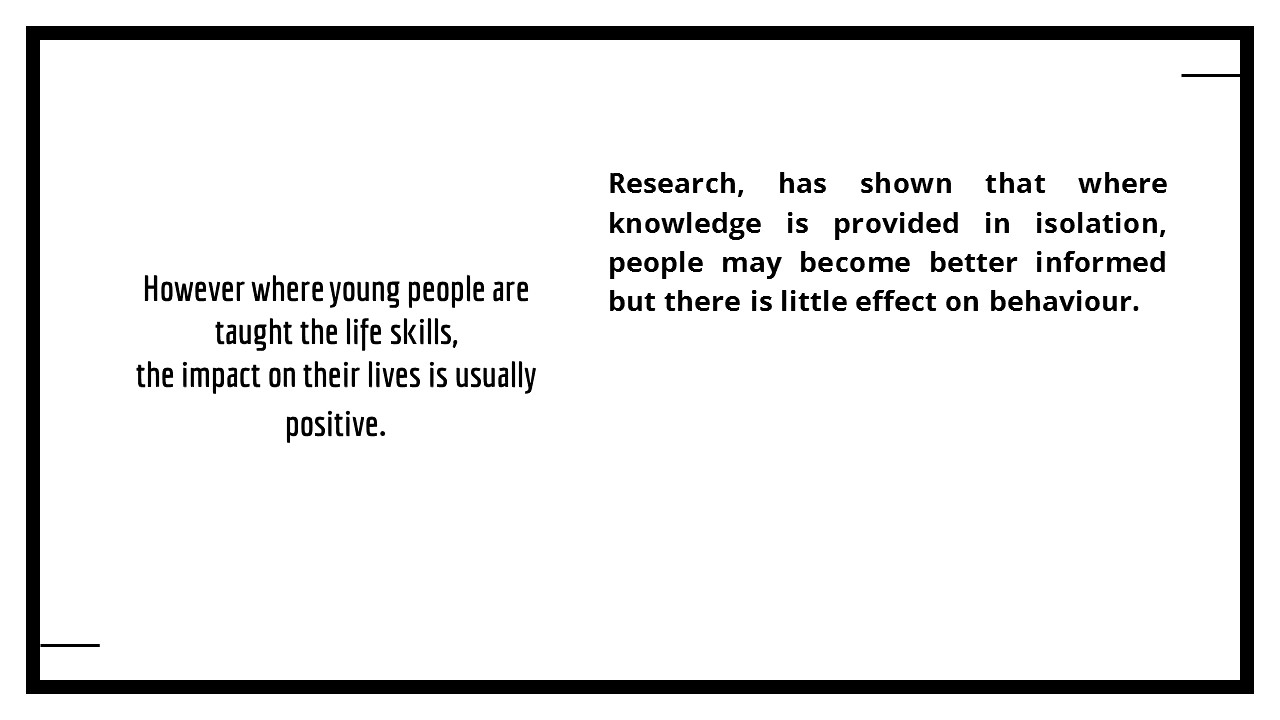 Research, has shown that where
knowledge is provided in isolation,
people may become better informed
but there is little effect on behaviour.
However where young people are
taught the life skills,
the impact on their lives is usually
positive.